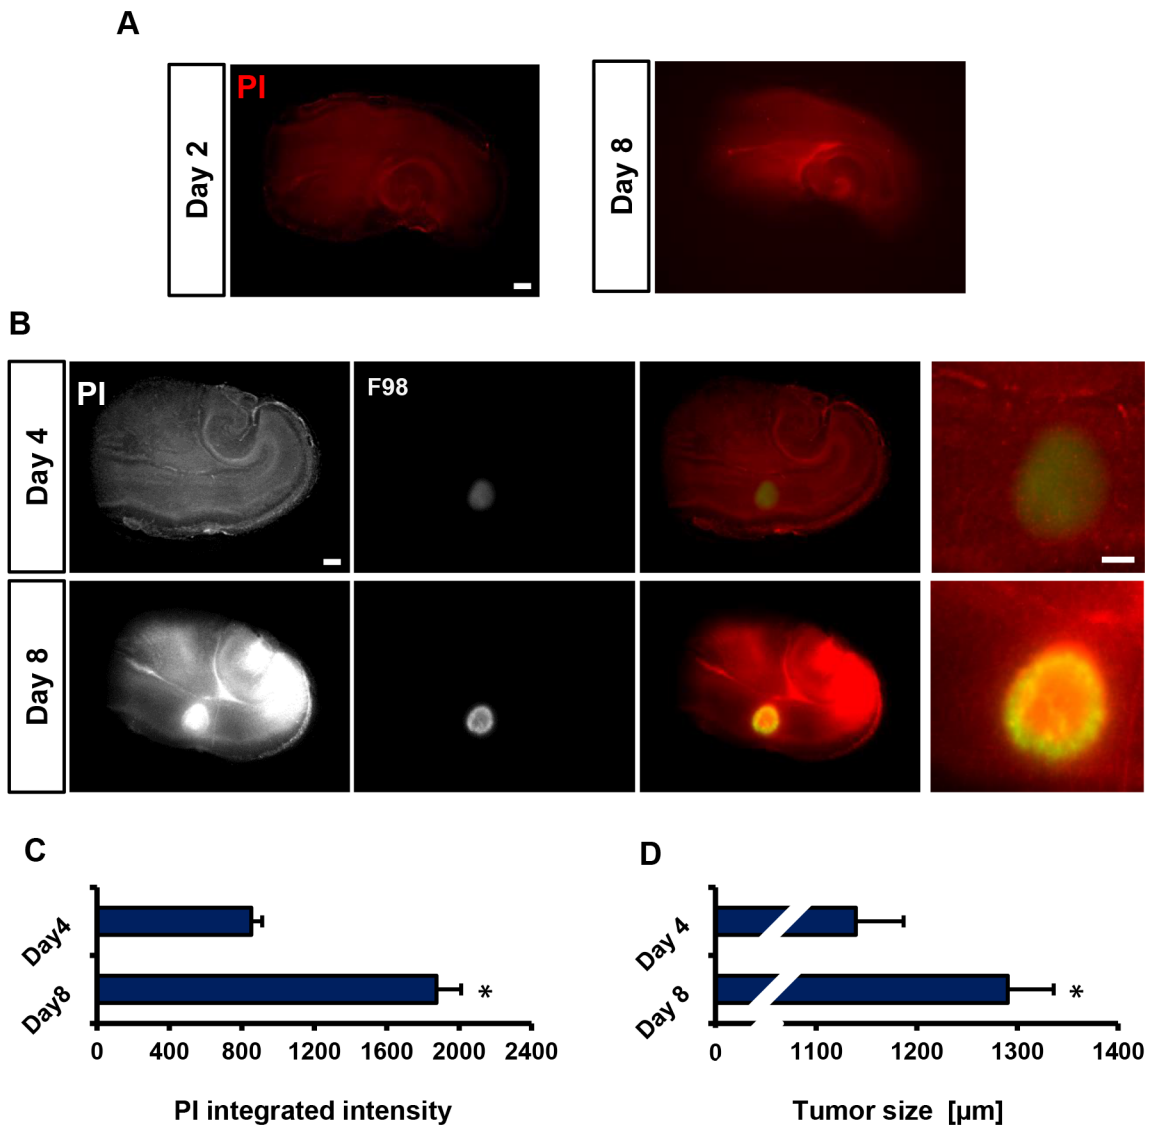 A
Day 2
PI
Day 8
B
Day 4
PI
F98
Day 8
C
Day4
Day8
*
0 400 800 1200 1600 2000 2400
PI integrated intensity
D
Day 4
Day 8
*
0 1100 1200 1300 1400
Tumor size [µm]